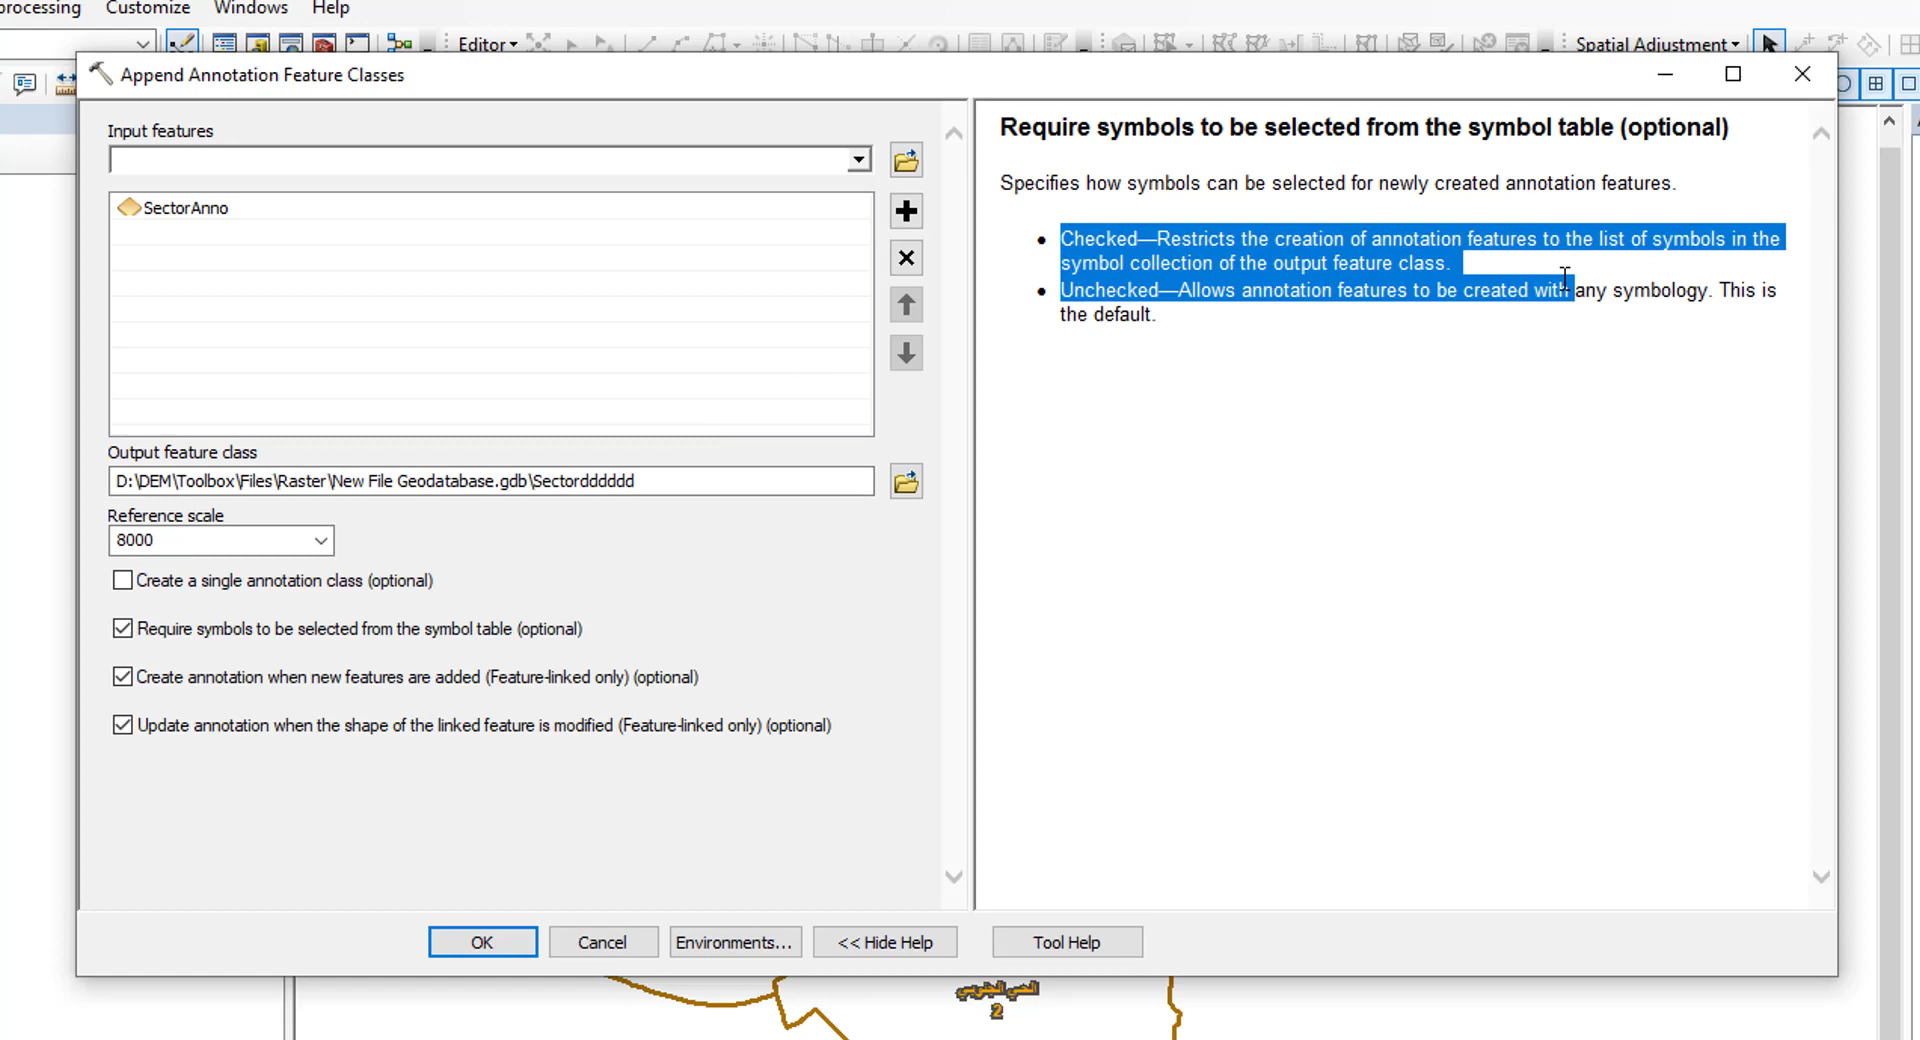 processing Customize Windows Help
Editor Spatial Adjustment
Append Annotation Feature Classes
Input features
SectorAnno
Output feature class
D:\DEM\Toolbox\Files\Raster\New File Geodatabase.gdb\Sectordddddd
Reference scale
8000
Create a single annotation class (optional)
Require symbols to be selected from the symbol table (optional)
Create annotation when new features are added (Feature-linked only) (optional)
Update annotation when the shape of the linked feature is modified (Feature-linked only) (optional)
Require symbols to be selected from the symbol table (optional)
Specifies how symbols can be selected for newly created annotation features.
• Checked—Restricts the creation of annotation features to the list of symbols in the
symbol collection of the output feature class.
• Unchecked—Allows annotation features to be created with any symbology. This is
the default.
OK Cancel Environments... << Hide Help Tool Help
الحي الجنوبي
2